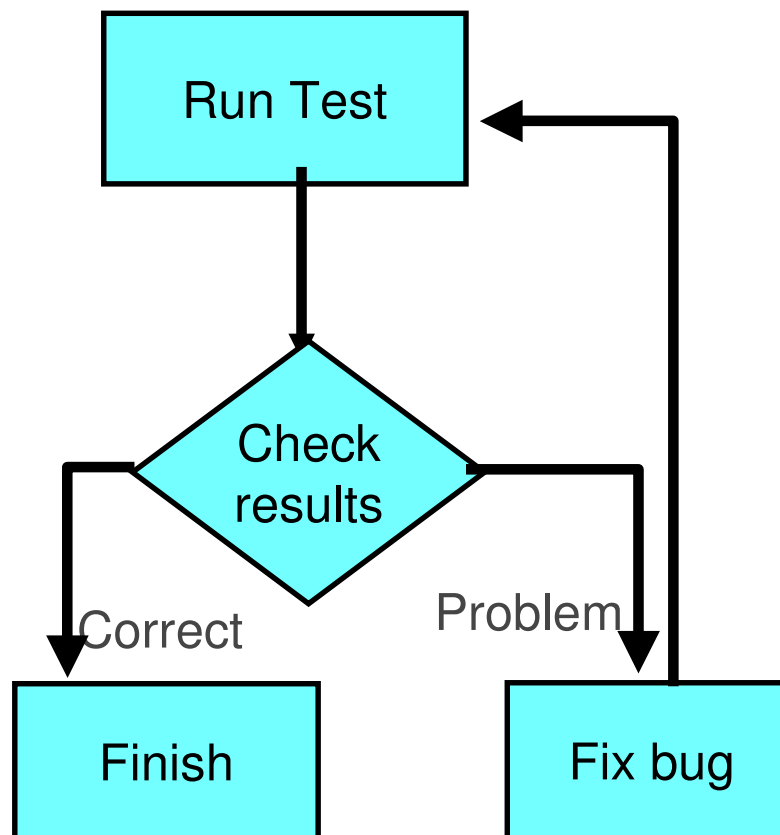 Run Test
Check
results
Correct
Problem
Finish
Fix bug